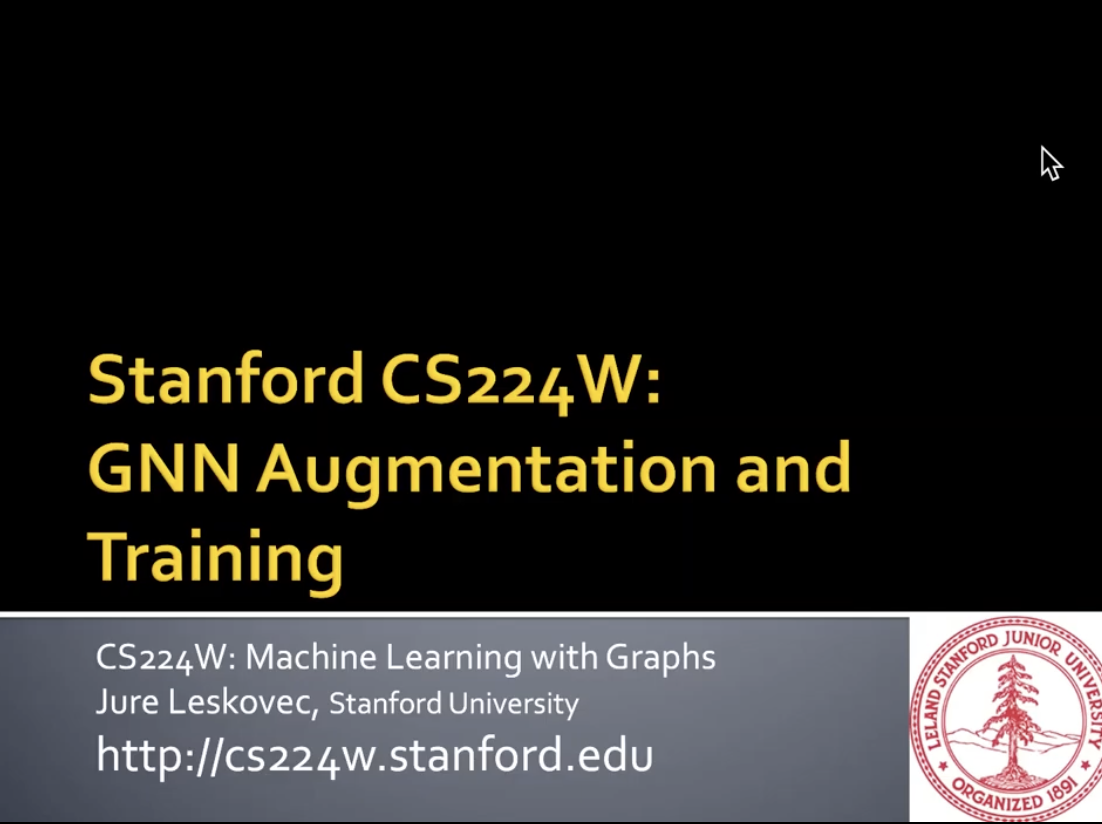 Stanford CS224W:
GNN Augmentation and
Training
CS224W: Machine Learning with Graphs
Jure Leskovec, Stanford University
http://cs224w.stanford.edu
LELAND STANFORD JUNIOR UNIVERSITY
ORGANIZED 1891